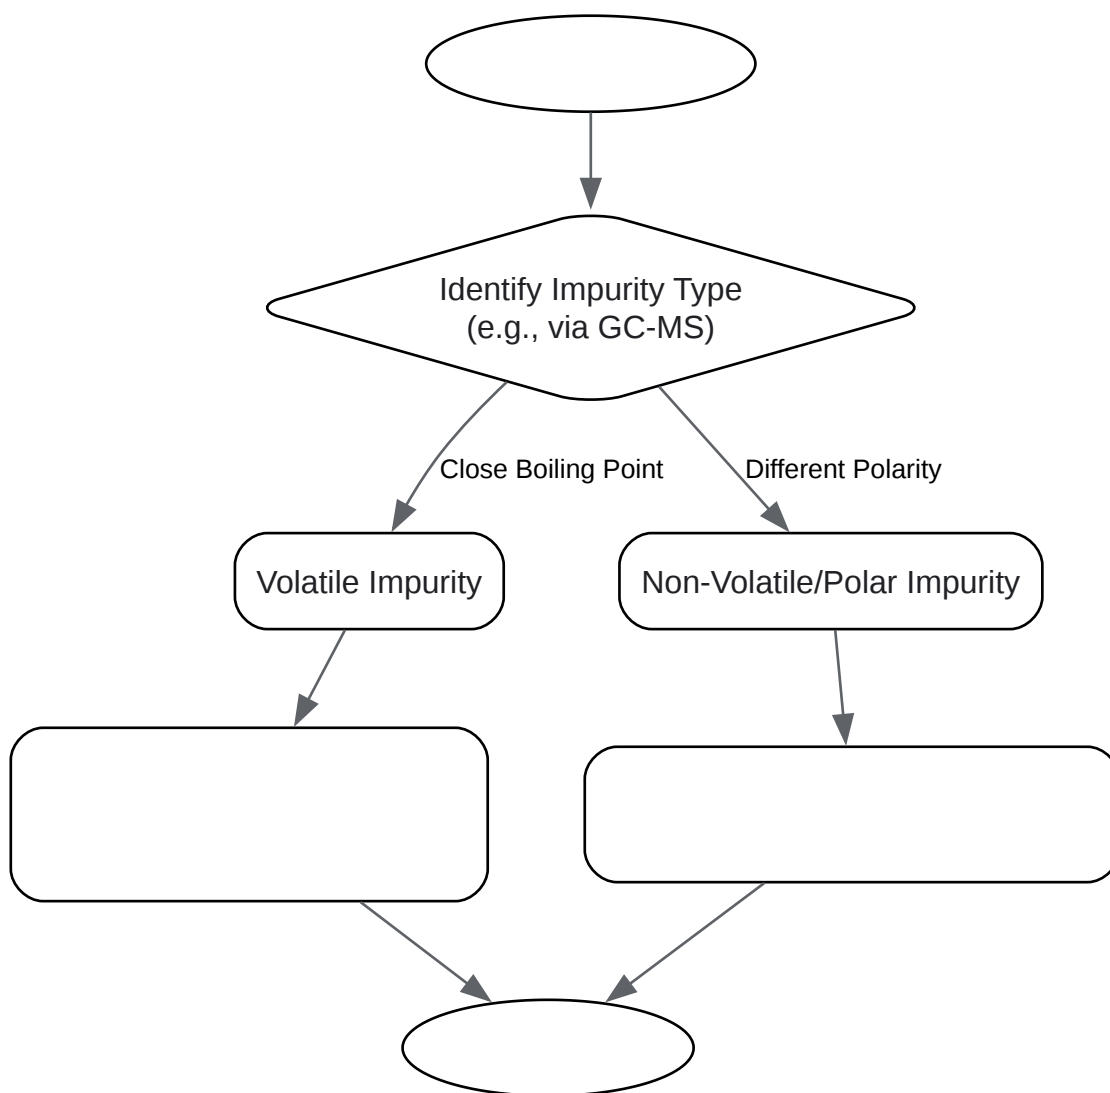 Identify Impurity Type
(e.g., via GC-MS)
Close Boiling Point
Different Polarity
Volatile Impurity
Non-Volatile/Polar Impurity